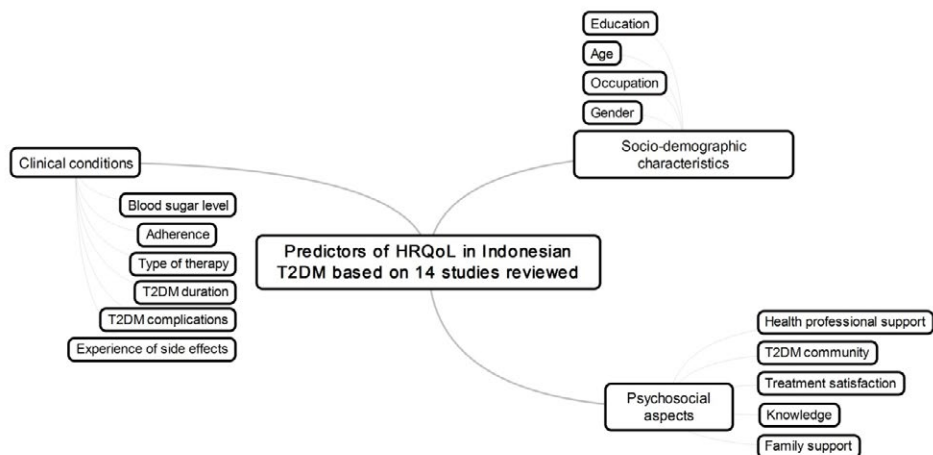 Education
Age
Occupation
Gender
Socio-demographic
characteristics
Clinical conditions
Blood sugar level
Adherence
Type of therapy
T2DM duration
T2DM complications
Experience of side effects
Predictors of HRQoL in Indonesian
T2DM based on 14 studies reviewed
Health professional support
T2DM community
Treatment satisfaction
Knowledge
Family support
Psychosocial
aspects